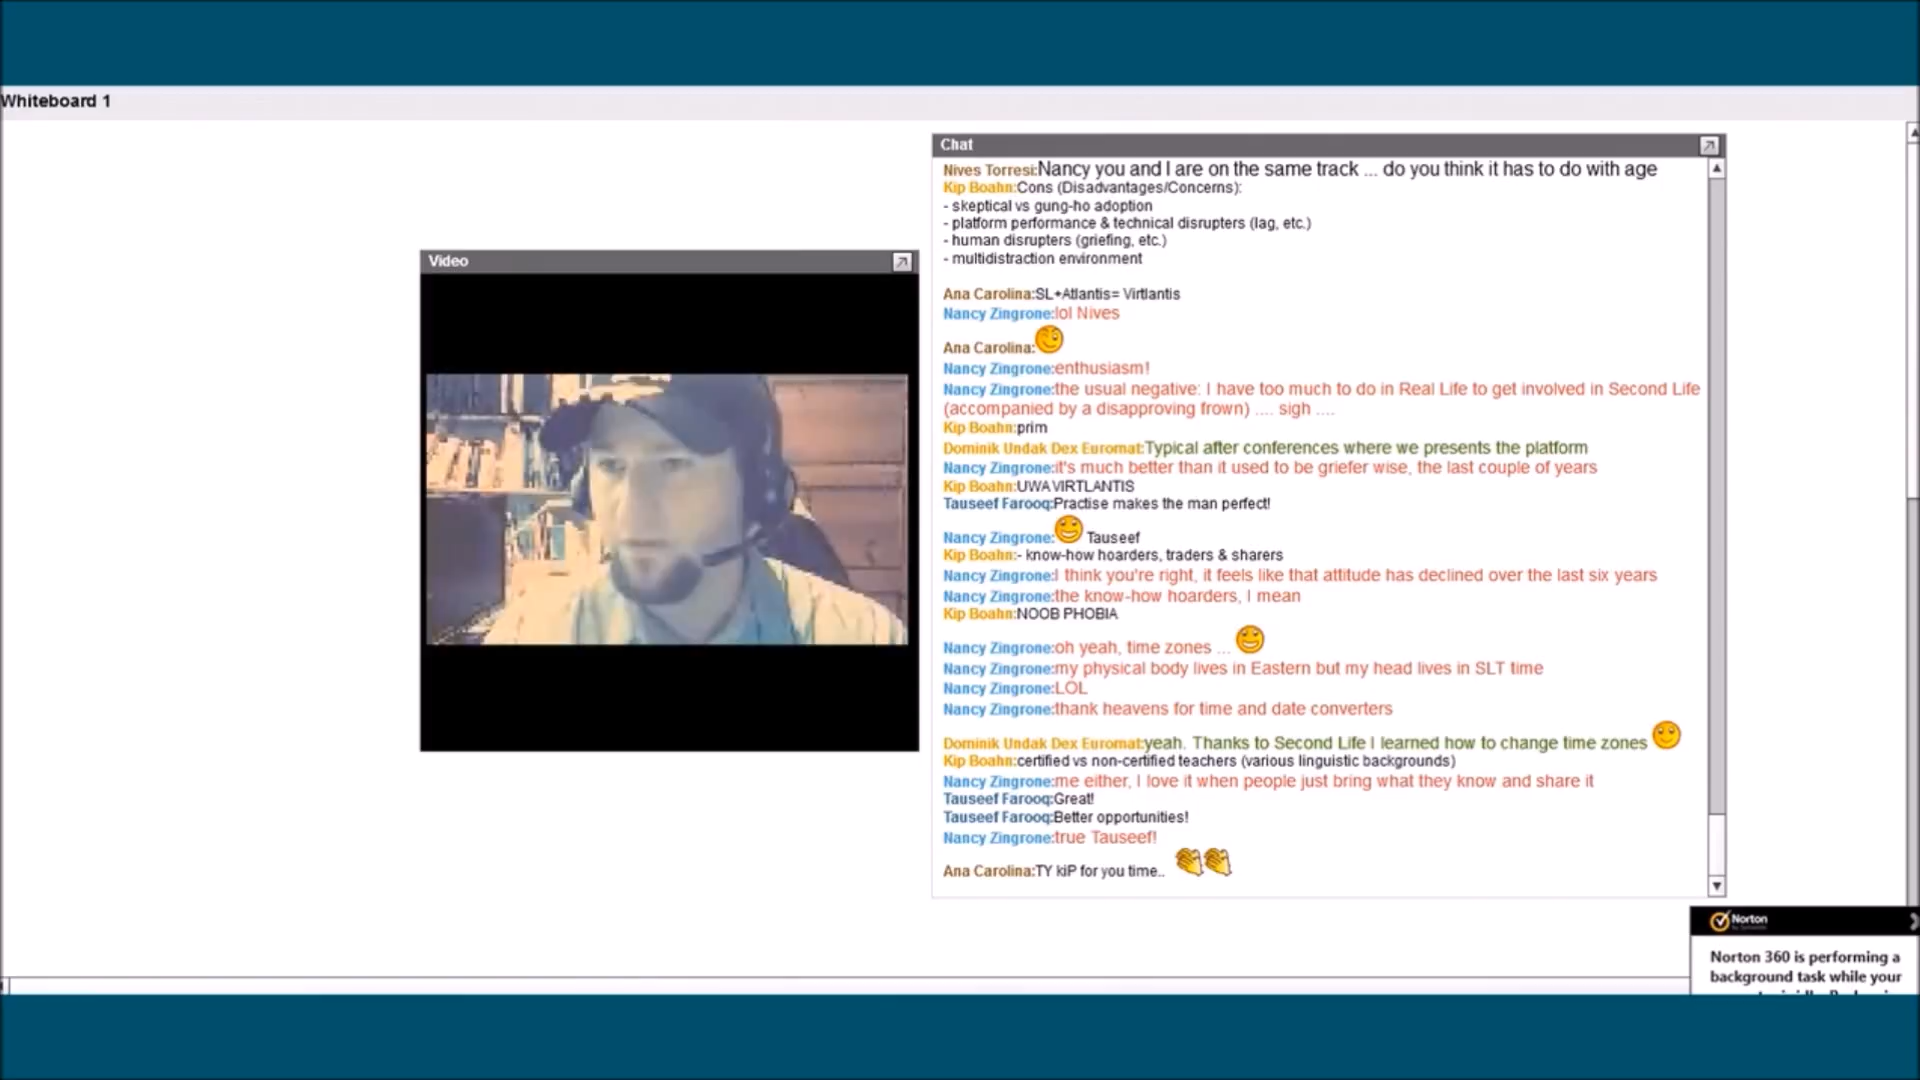 Whiteboard 1
Video
Chat
Nives Torresi:Nancy you and I are on the same track ... do you think it has to do with age
Kip Boahn:Cons (Disadvantages/Concerns):
- skeptical vs gung-ho adoption
- platform performance & technical disrupters (lag, etc.)
- human disrupters (griefing, etc.)
- multidistraction environment
Ana Carolina:SL+Atlantis= Virtlantis
Nancy Zingrone:lol Nives
Ana Carolina:
Nancy Zingrone:enthusiasm!
Nancy Zingrone:the usual negative: I have too much to do in Real Life to get involved in Second Life
(accompanied by a disapproving frown) .... sigh ....
Kip Boahn:prim
Dominik Undak Dex Euromat:Typical after conferences where we presents the platform
Nancy Zingrone:it's much better than it used to be griefer wise, the last couple of years
Kip Boahn:UWAVIRTLANTIS
Tauseef Farooq:Practise makes the man perfect!
Nancy Zingrone: Tauseef
Kip Boahn:- know-how hoarders, traders & sharers
Nancy Zingrone:I think you're right, it feels like that attitude has declined over the last six years
Nancy Zingrone:the know-how hoarders, I mean
Kip Boahn:NOOB PHOBIA
Nancy Zingrone:oh yeah, time zones ...
Nancy Zingrone:my physical body lives in Eastern but my head lives in SLT time
Nancy Zingrone:LOL
Nancy Zingrone:thank heavens for time and date converters
Dominik Undak Dex Euromat:yeah. Thanks to Second Life I learned how to change time zones
Kip Boahn:certified vs non-certified teachers (various linguistic backgrounds)
Nancy Zingrone:me either, I love it when people just bring what they know and share it
Tauseef Farooq:Great!
Tauseef Farooq:Better opportunities!
Nancy Zingrone:true Tauseef!
Ana Carolina:TY kiP for you time..
Norton
Norton 360 is performing a
background task while your